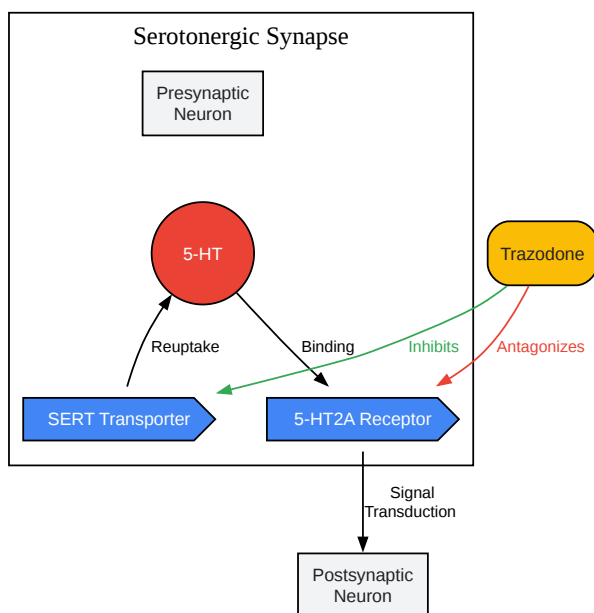 Serotonergic Synapse
Presynaptic
Neuron
5-HT
Trazodone
Reuptake
Binding
Inhibits
Antagonizes
SERT Transporter
5-HT2A Receptor
Signal
Transduction
Postsynaptic
Neuron